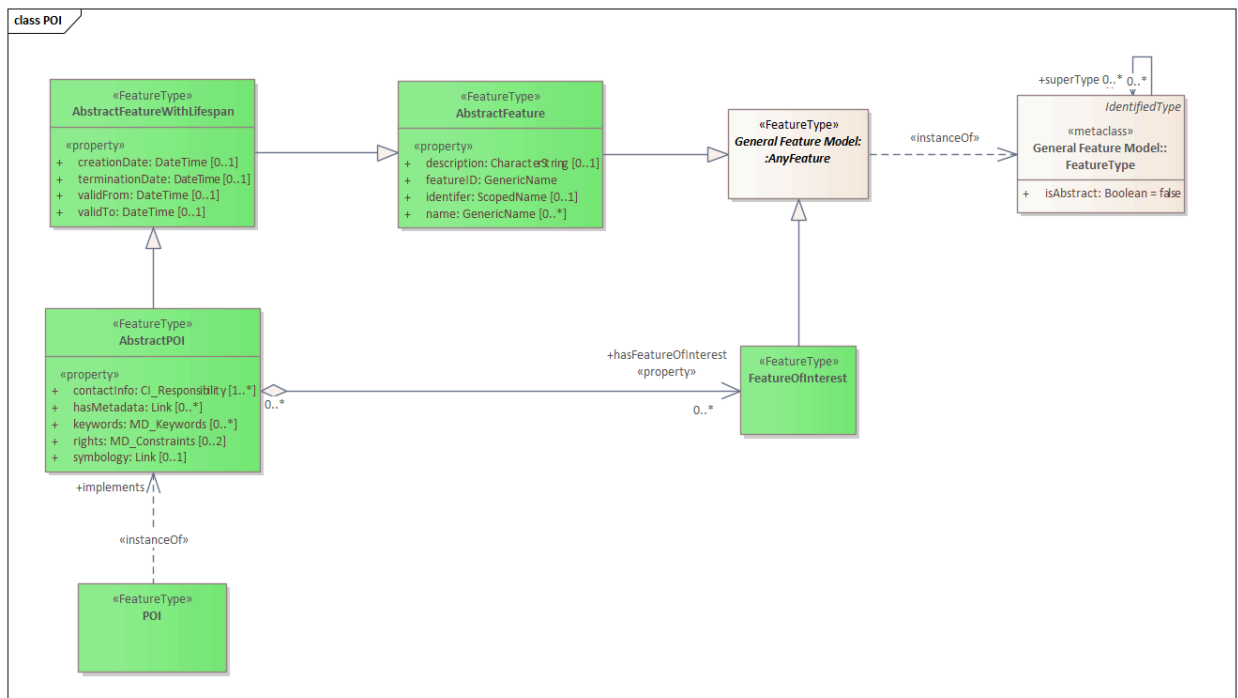 class POI
«FeatureType»
AbstractFeatureWithLifespan
«property»
+ creationDate: DateTime [0..1]
+ terminationDate: DateTime [0..1]
+ validFrom: DateTime [0..1]
+ validTo: DateTime [0..1]
«FeatureType»
AbstractFeature
«property»
+ description: CharacterString [0..1]
+ featureID: GenericName
+ identifer: ScopedName [0..1]
+ name: GenericName [0..*]
«FeatureType»
General Feature Model:
:AnyFeature
«instanceOf»
+superType 0..* 0..*
IdentifiedType
«metaclass»
General Feature Model::
FeatureType
+ isAbstract: Boolean = false
«FeatureType»
AbstractPOI
«property»
+ contactInfo: CI_Responsibility [1..*]
+ hasMetadata: Link [0..*]
+ keywords: MD_Keywords [0..*]
+ rights: MD_Constraints [0..2]
+ symbology: Link [0..1]
0..*
+hasFeatureOfInterest
«property»
0..*
«FeatureType»
FeatureOfInterest
+implements
«instanceOf»
«FeatureType»
POI